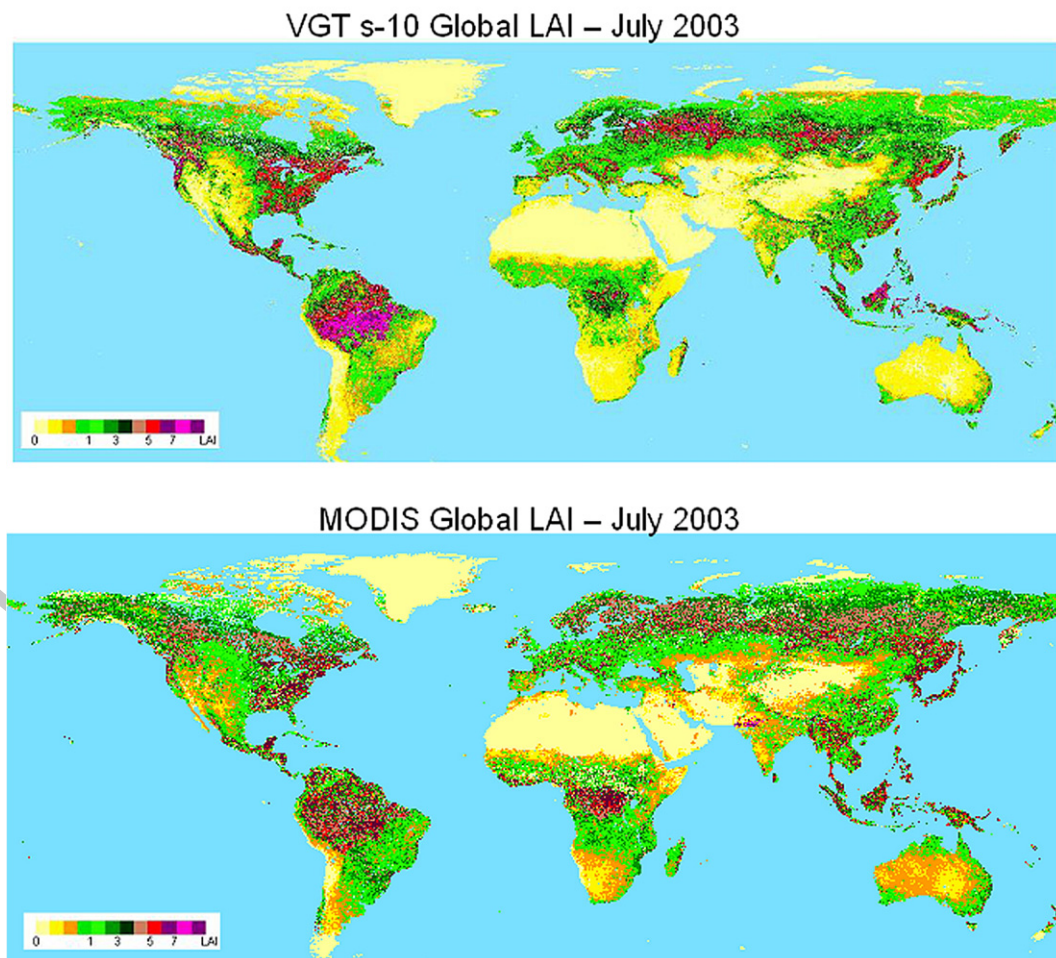 VGT s-10 Global LAI – July 2003
0 1 3 5 7 LAI
MODIS Global LAI – July 2003
0 1 3 5 7 LAI